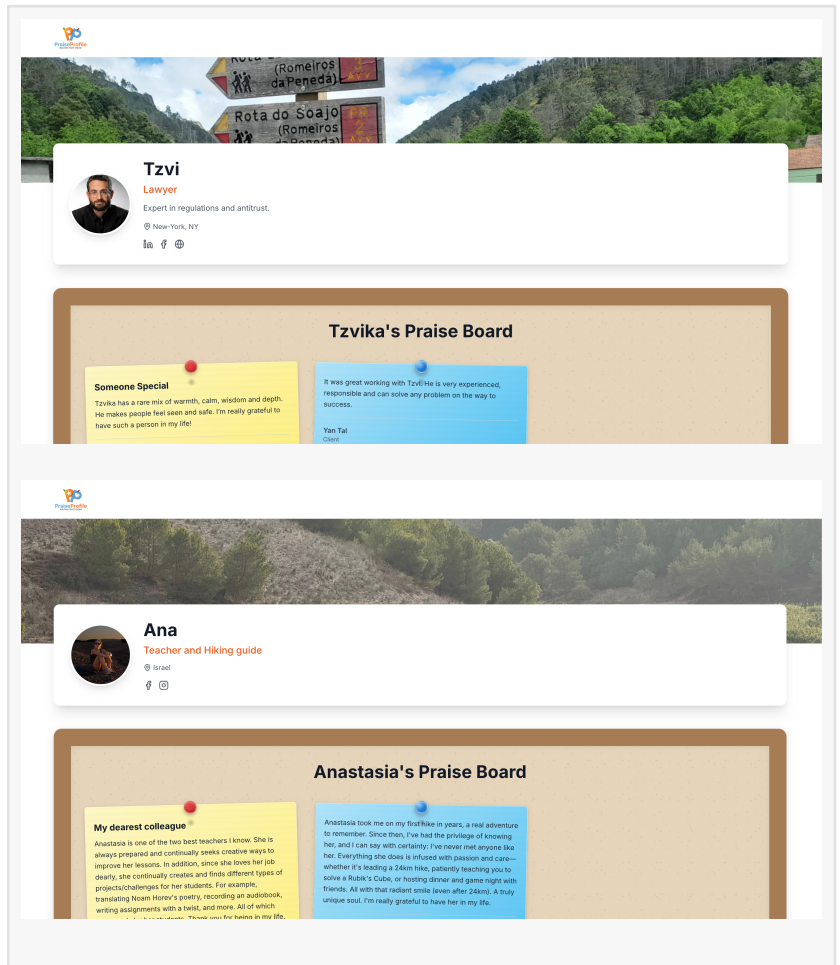 PraiseProfile
Rota do Soajo
(Romeiros
da Peneda)
Rota do Soajo
(Romeiros
Tzvi
Lawyer
Expert in regulations and antitrust.
New-York, NY
Tzvika's Praise Board
Someone Special
Tzvika has a rare mix of warmth, calm, wisdom and depth.
He makes people feel seen and safe. I'm really grateful to
have such a person in my life!
It was great working with Tzvi! He is very experienced,
responsible and can solve any problem on the way to
success.
Yan Tal
Client
PraiseProfile
Ana
Teacher and Hiking guide
Israel
Anastasia's Praise Board
My dearest colleague
Anastasia is one of the two best teachers I know. She is
always prepared and continually seeks creative ways to
improve her lessons. In addition, since she loves her job
dearly, she continually creates and finds different types of
projects/challenges for her students. For example,
translating Noam Horev's poetry, recording an audiobook,
writing assignments with a twist, and more. All of which
students. Thank you for being in my life.
Anastasia took me on my first hike in years, a real adventure
to remember. Since then, I've had the privilege of knowing
her, and I can say with certainty: I've never met anyone like
her. Everything she does is infused with passion and care—
whether it's leading a 24km hike, patiently teaching you to
solve a Rubik's Cube, or hosting dinner and game night with
friends. All with that radiant smile (even after 24km). A truly
unique soul. I'm really grateful to have her in my life.